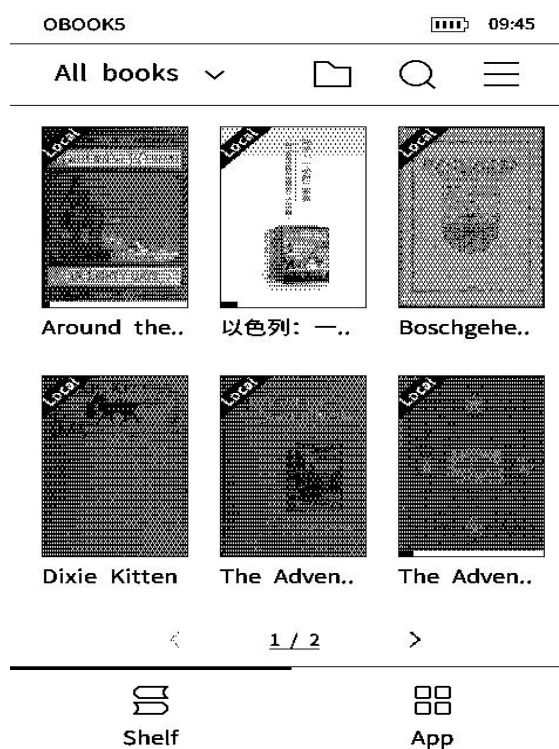 OBOOK5 09:45
All books
Local Local Local
Around the.. 以色列: 一.. Boschgehe..
Local Local Local
Dixie Kitten The Adven.. The Adven..
1 / 2
Shelf App